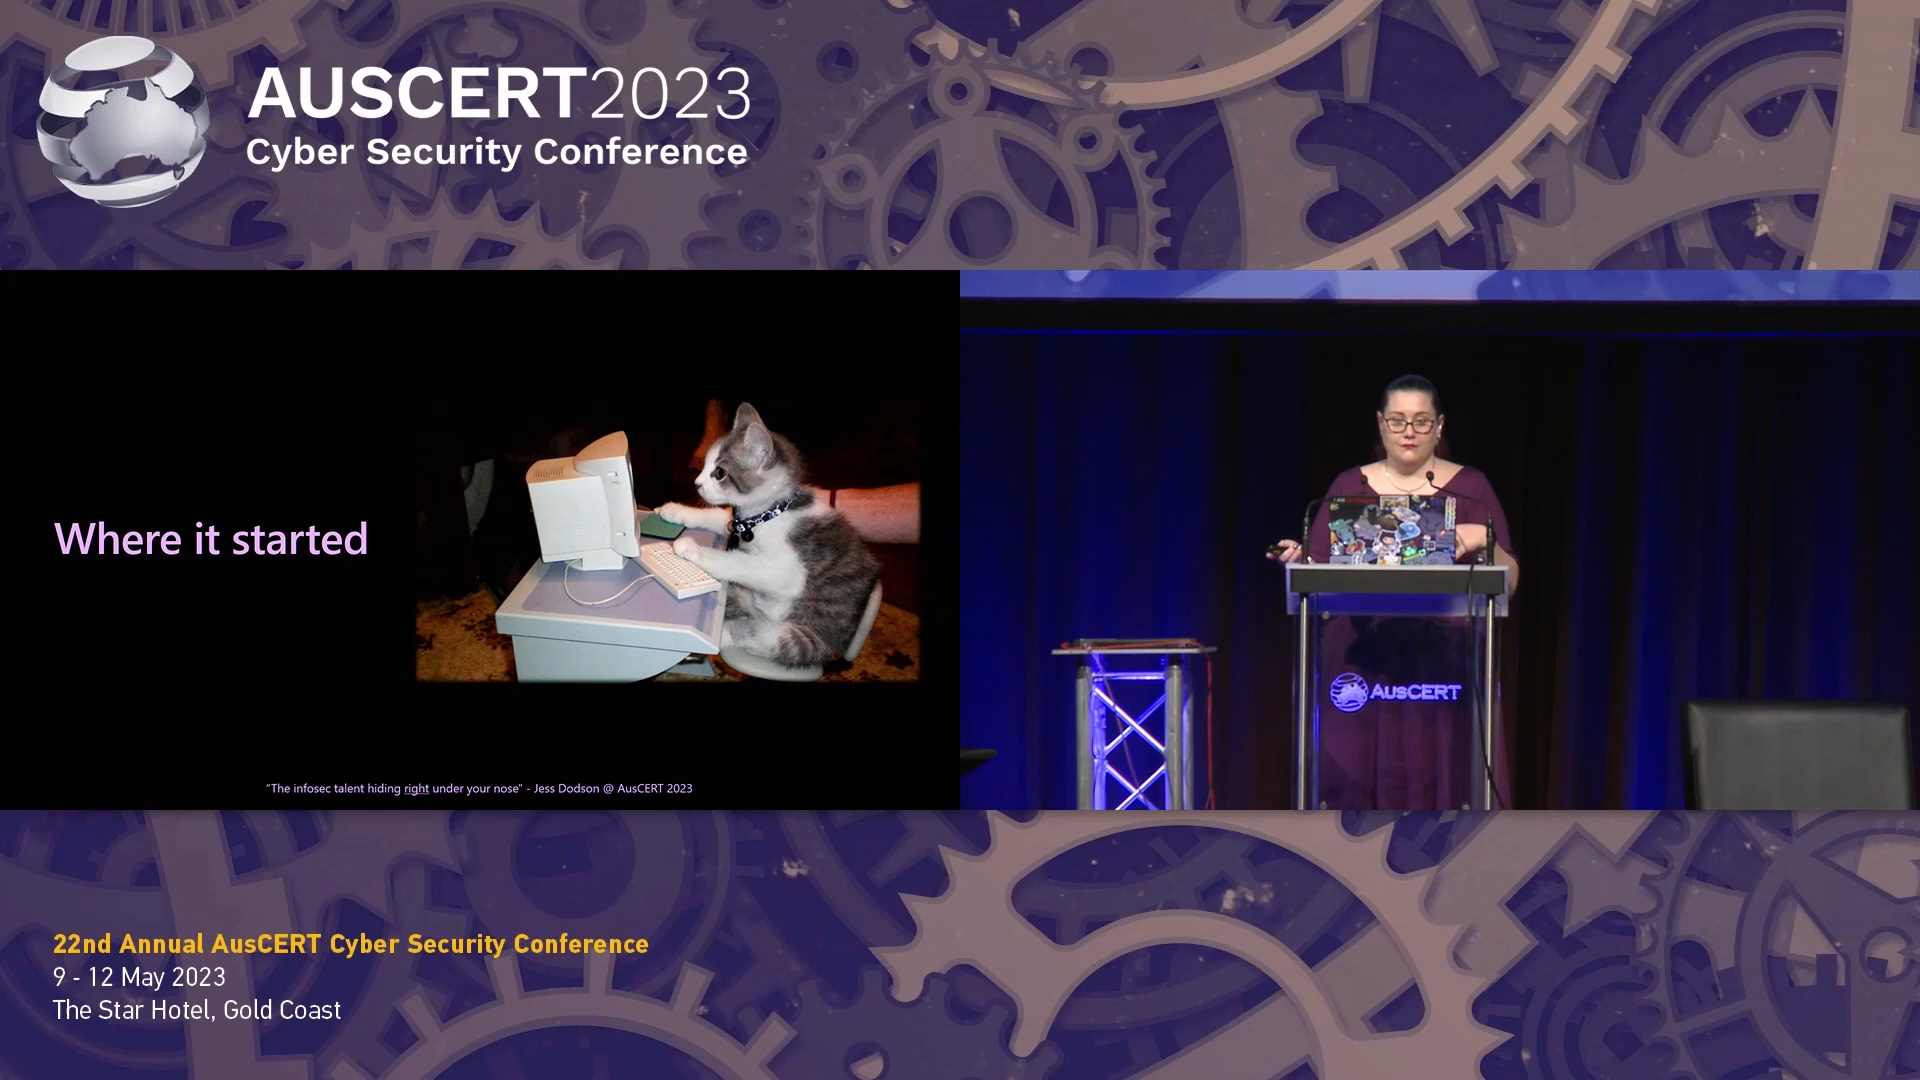 AUSCERT2023
Cyber Security Conference
Where it started
"The infosec talent hiding right under your nose" - Jess Dodson @ AusCERT 2023
AUSCERT
22nd Annual AusCERT Cyber Security Conference
9 - 12 May 2023
The Star Hotel, Gold Coast